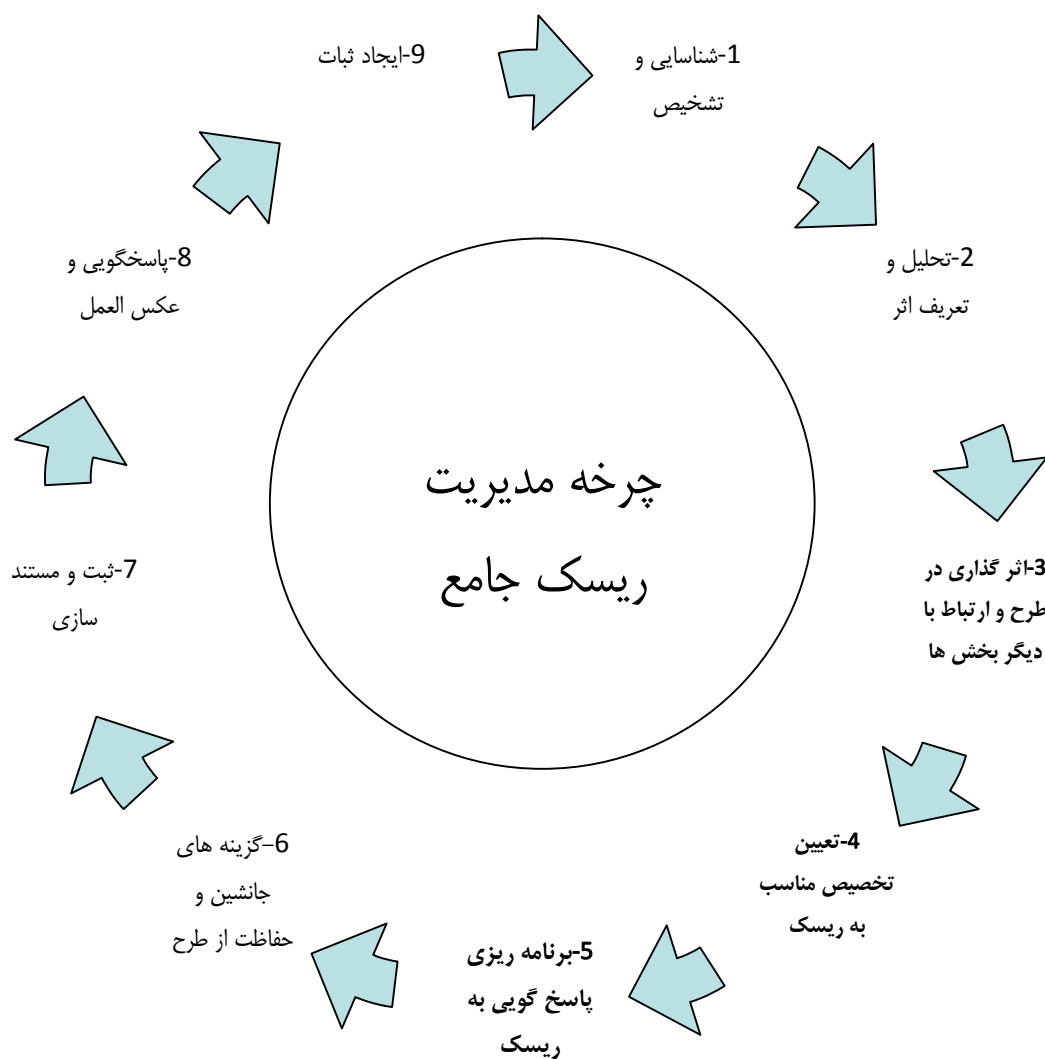 چرخه مدیریت
ریسک جامع
1-شناسایی و
تشخیص
2-تحلیل و
تعریف اثر
3-اثر گذاری در
طرح و ارتباط با
دیگر بخش ها
4-تعیین
تخصیص مناسب
به ریسک
5-برنامه ریزی
پاسخ گویی به
ریسک
6–گزینه های
جانشین و
حفاظت از طرح
7-ثبت و مستند
سازی
8-پاسخگویی و
عکس العمل
9-ایجاد ثبات